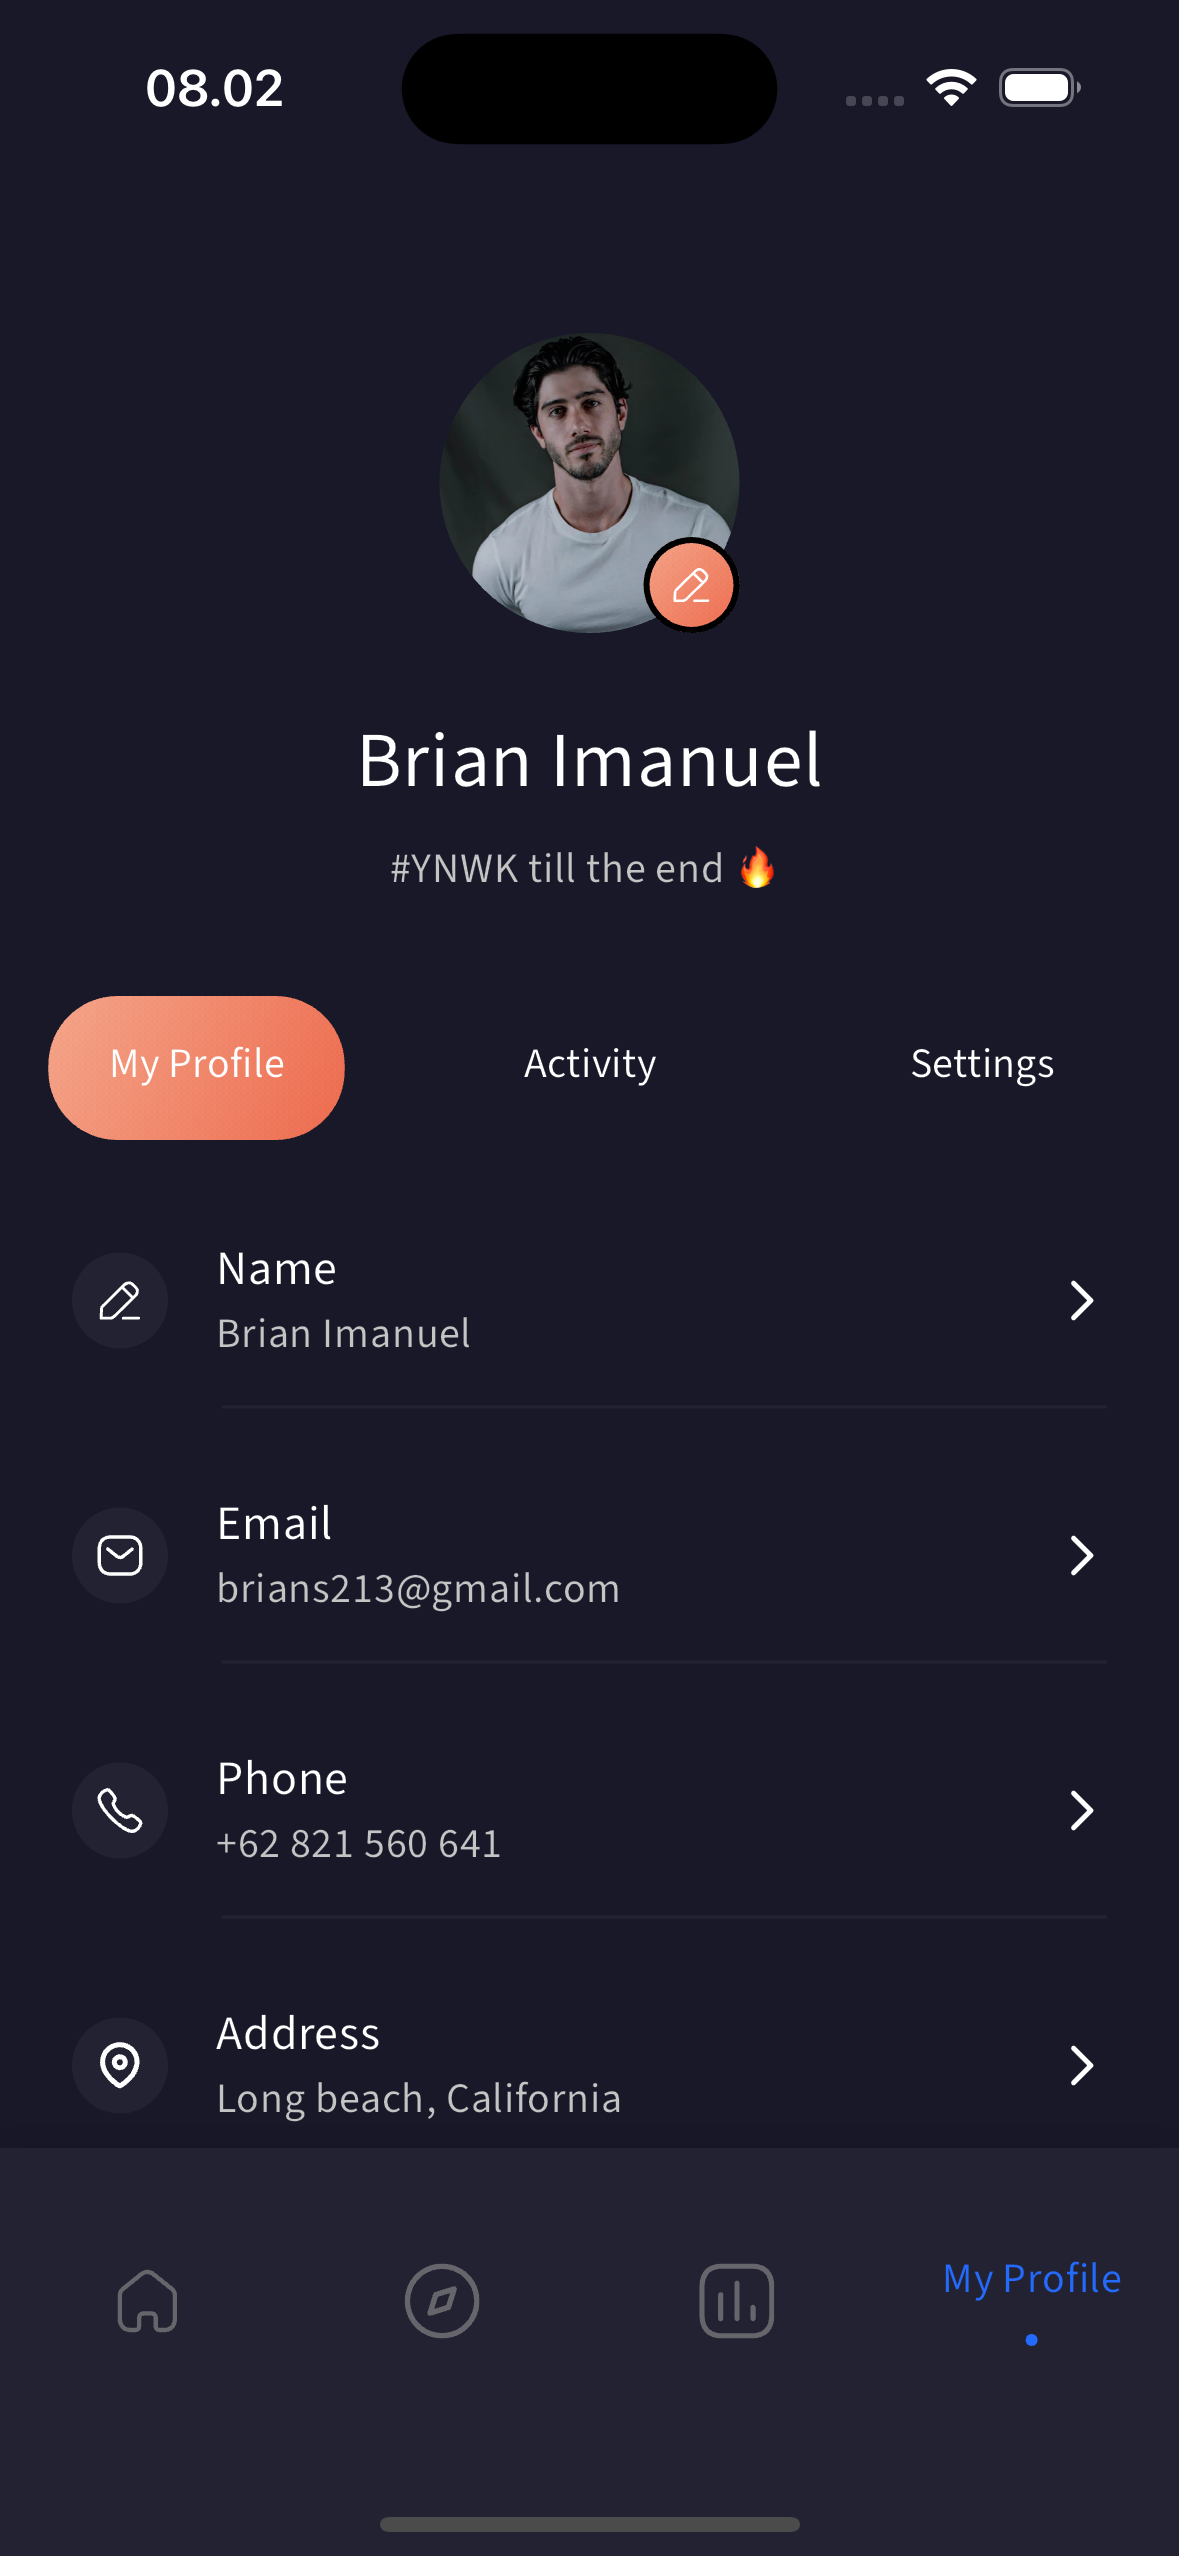 08.02
Brian Imanuel
#YNWK till the end 🔥
My Profile
Activity
Settings
Name
Brian Imanuel
Email
brians213@gmail.com
Phone
+62 821 560 641
Address
Long beach, California
My Profile